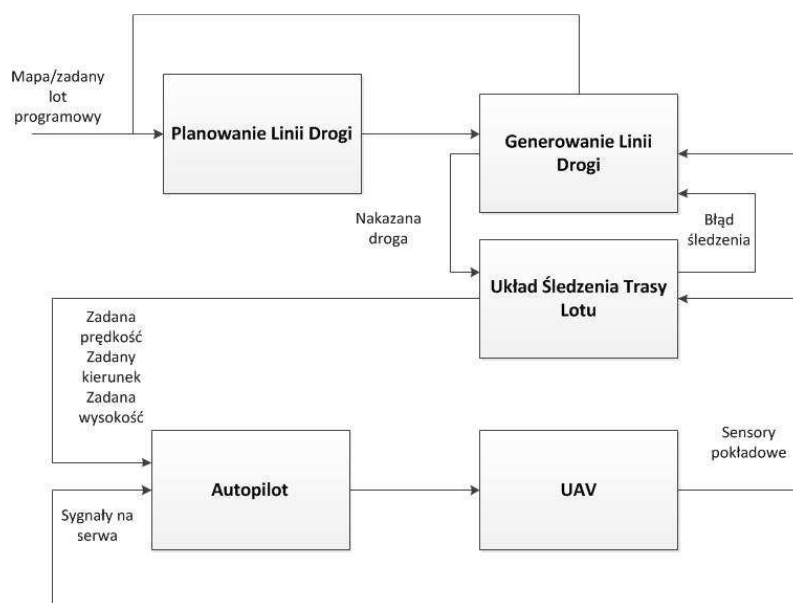 Mapa/zadany
lot
programowy
Planowanie Linii Drogi
Generowanie Linii
Drogi
Nakazana
droga
Błąd
śledzenia
Układ Śledzenia Trasy
Lotu
Zadana
prędkość
Zadany
kierunek
Zadana
wysokość
Autopilot
UAV
Sensory
pokładowe
Sygnały na
serwa